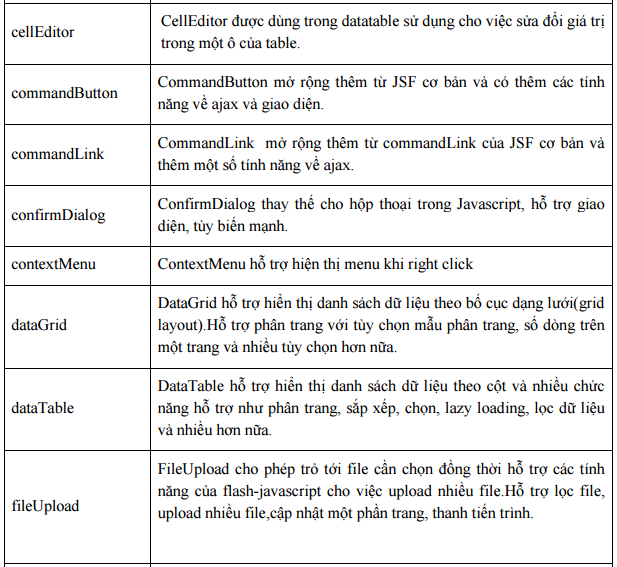 cellEditor
CellEditor được dùng trong datatable sử dụng cho việc sửa đổi giá trị
trong một ô của table.
commandButton
CommandButton mở rộng thêm từ JSF cơ bản và có thêm các tính
năng về ajax và giao diện.
commandLink
CommandLink mở rộng thêm từ commandLink của JSF cơ bản và
thêm một số tính năng về ajax.
confirmDialog
ConfirmDialog thay thế cho hộp thoại trong Javascript, hỗ trợ giao
diện, tùy biến mạnh.
contextMenu
ContextMenu hỗ trợ hiện thị menu khi right click
dataGrid
DataGrid hỗ trợ hiển thị danh sách dữ liệu theo bố cục dạng lưới(grid
layout).Hỗ trợ phân trang với tùy chọn mẫu phân trang, số dòng trên
một trang và nhiều tùy chọn hơn nữa.
dataTable
DataTable hỗ trợ hiển thị danh sách dữ liệu theo cột và nhiều chức
năng hỗ trợ như phân trang, sắp xếp, chọn, lazy loading, lọc dữ liệu
và nhiều hơn nữa.
fileUpload
FileUpload cho phép trỏ tới file cần chọn đồng thời hỗ trợ các tính
năng của flash-javascript cho việc upload nhiều file.Hỗ trợ lọc file,
upload nhiều file,cập nhật một phần trang, thanh tiến trình.